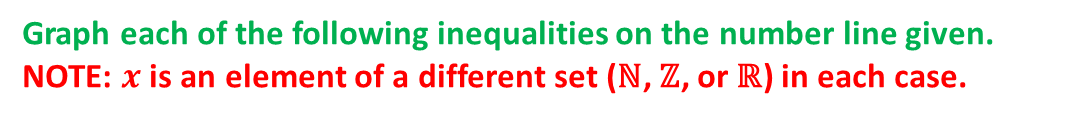 Graph each of the following inequalities on the number line given.
NOTE: 𝑥 is an element of a different set (ℕ, ℤ, or ℝ) in each case.